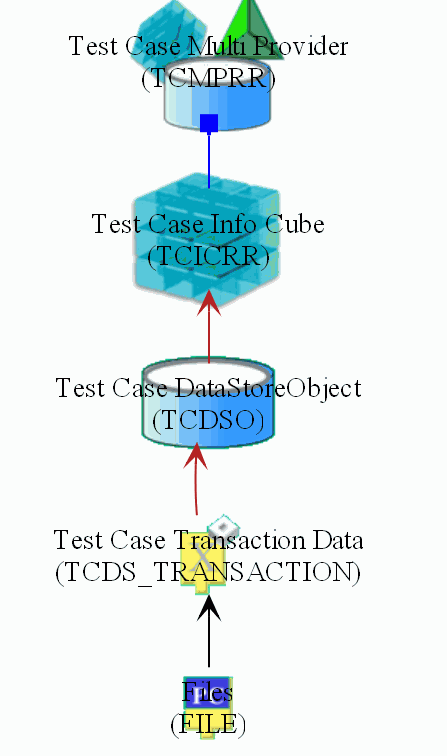 Test Case Multi Provider
(TCMPRR)
Test Case Info Cube
(TCICRR)
Test Case DataStoreObject
(TCDSO)
Test Case Transaction Data
(TCDS_TRANSACTION)
Files
(FILE)